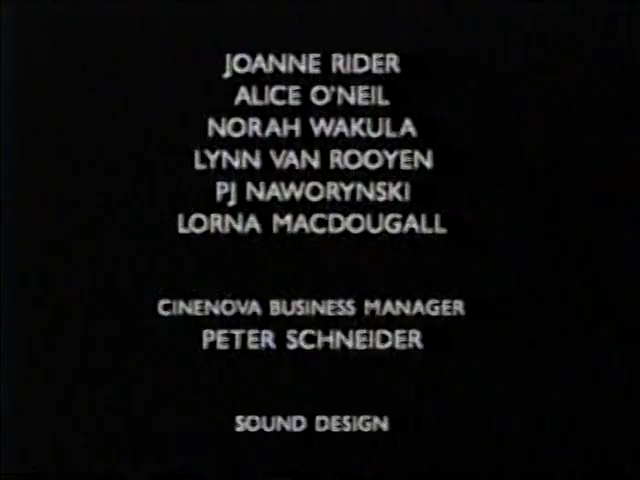 JOANNE RIDER
ALICE O'NEIL
NORAH WAKULA
LYNN VAN ROOYEN
PJ NAWORYNSKI
LORNA MACDOUGALL
CINENOVA BUSINESS MANAGER
PETER SCHNEIDER
SOUND DESIGN